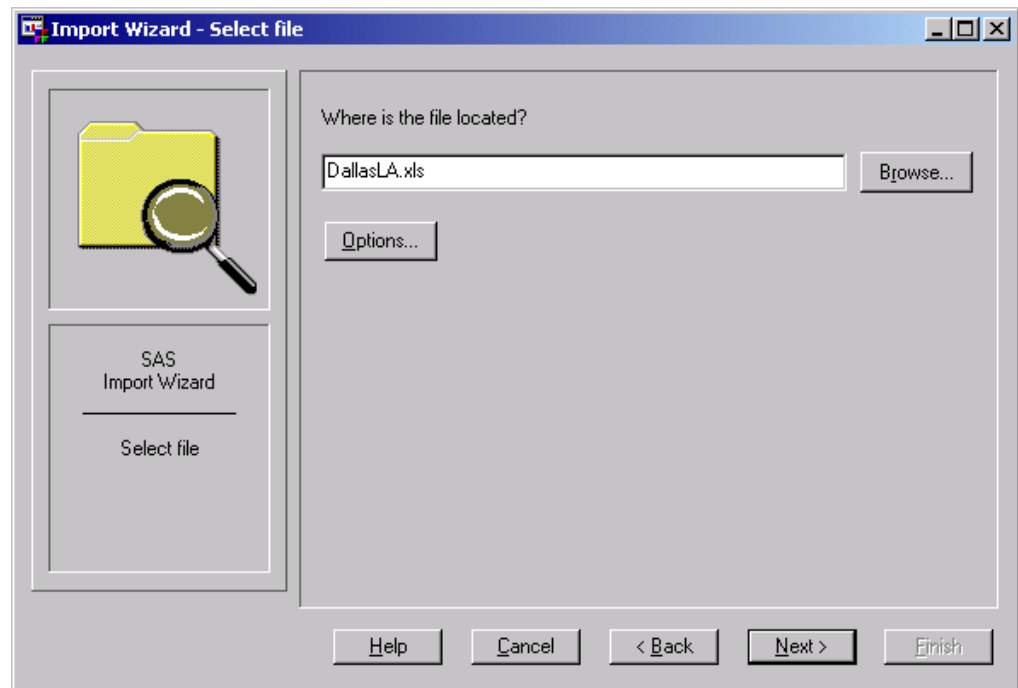 Import Wizard - Select file
Where is the file located?
DallasLA.xls
Browse...
Options...
SAS
Import Wizard
Select file
Help
Cancel
< Back
Next >
Finish